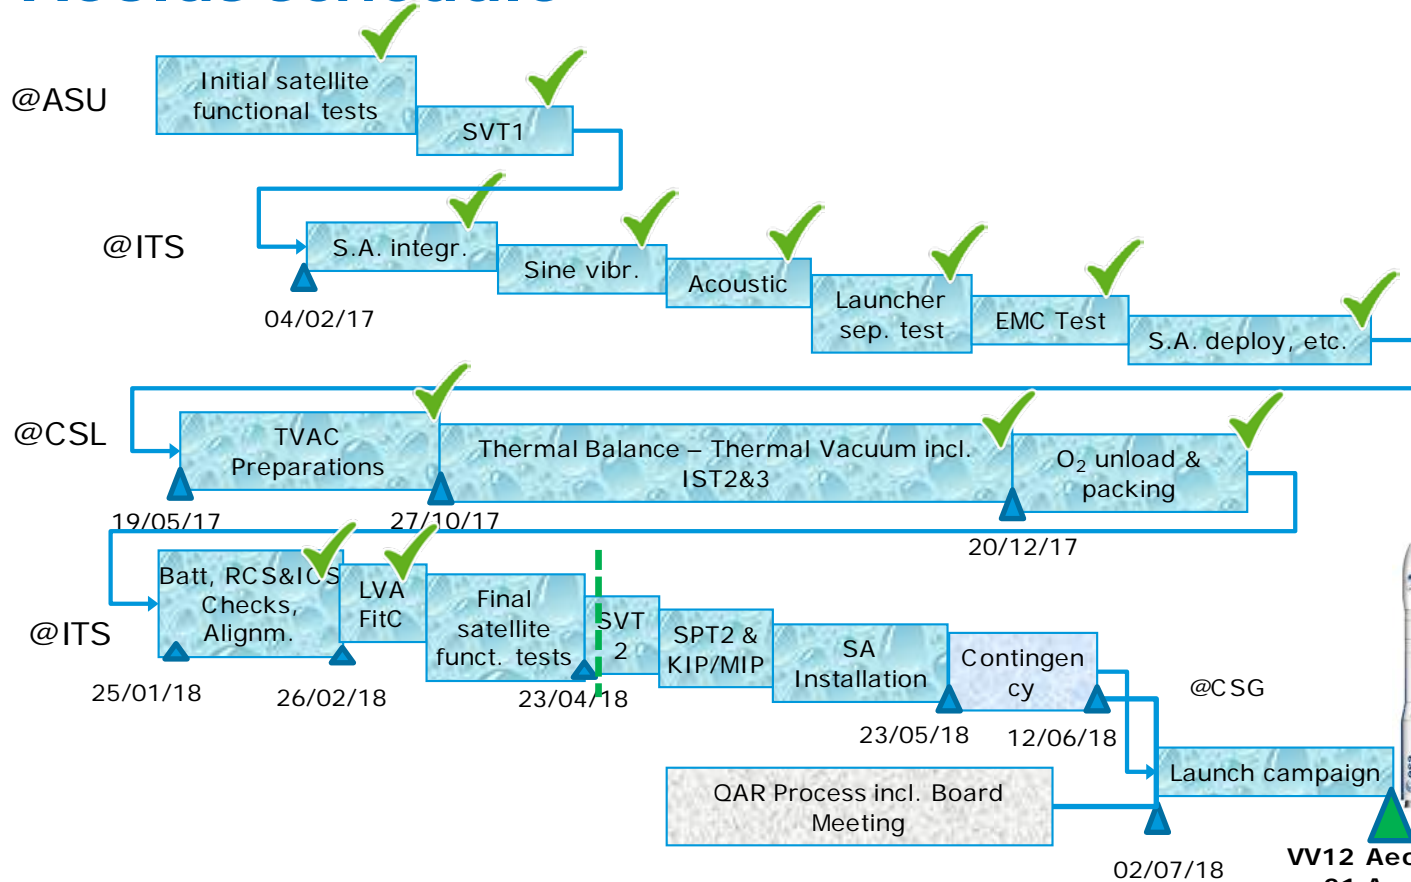 @ASU
Initial satellite
functional tests
SVT1
@ITS
S.A. integr.
Sine vibr.
Acoustic
Launcher
sep. test
EMC Test
S.A. deploy, etc.
04/02/17
@CSL
TVAC
Preparations
Thermal Balance – Thermal Vacuum incl.
IST2&3
O₂ unload &
packing
19/05/17
27/10/17
20/12/17
@ITS
Batt, RCS&ICS
Checks,
Alignm.
LVA
FitC
Final
satellite
funct. tests
SVT
2
SPT2 &
KIP/MIP
SA
Installation
Contingen
cy
25/01/18
26/02/18
23/04/18
23/05/18
12/06/18
@CSG
Launch campaign
QAR Process incl. Board
Meeting
02/07/18
VV12